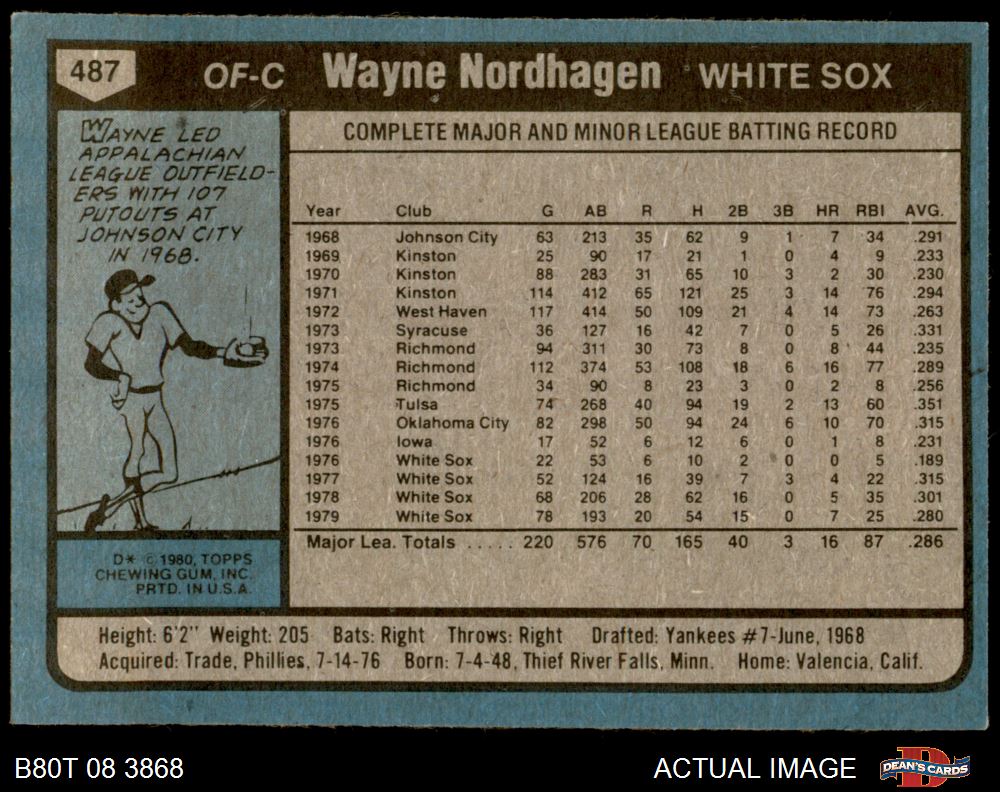 487 OF-C Wayne Nordhagen WHITE SOX
WAYNE LED
APPALACHIAN
LEAGUE OUTFIELD-
ERS WITH 107
PUTOUTS AT
JOHNSON CITY
IN 1968.
COMPLETE MAJOR AND MINOR LEAGUE BATTING RECORD
Year Club G AB R H 2B 3B HR RBI AVG.
1968 Johnson City 63 213 35 62 9 1 7 34 .291
1969 Kinston 25 90 17 21 1 0 4 9 .233
1970 Kinston 88 283 31 65 10 3 2 30 .230
1971 Kinston 114 412 65 121 25 3 14 76 .294
1972 West Haven 117 414 50 109 21 4 14 73 .263
1973 Syracuse 36 127 16 42 7 0 5 26 .331
1973 Richmond 94 311 30 73 8 0 8 44 .235
1974 Richmond 112 374 53 108 18 6 16 77 .289
1975 Richmond 34 90 8 23 3 0 2 8 .256
1975 Tulsa 74 268 40 94 19 2 13 60 .351
1976 Oklahoma City 82 298 50 94 24 6 10 70 .315
1976 Iowa 17 52 6 12 6 0 1 8 .231
1976 White Sox 22 53 6 10 2 0 0 5 .189
1977 White Sox 52 124 16 39 7 3 4 22 .315
1978 White Sox 68 206 28 62 16 0 5 35 .301
1979 White Sox 78 193 20 54 15 0 7 25 .280
Major Lea. Totals ..... 220 576 70 165 40 3 16 87 .286
D* © 1980, TOPPS
CHEWING GUM, INC.
PRTD. IN U.S.A.
Height: 6'2" Weight: 205 Bats: Right Throws: Right Drafted: Yankees #7-June, 1968
Acquired: Trade, Phillies, 7-14-76 Born: 7-4-48, Thief River Falls, Minn. Home: Valencia, Calif.
B80T 08 3868 ACTUAL IMAGE DEAN'S CARDS